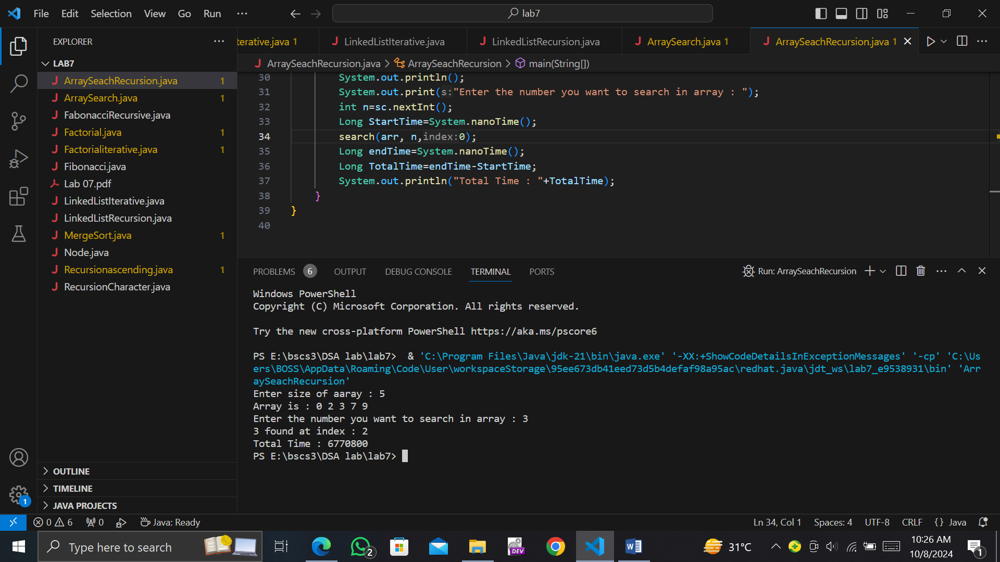 File Edit Selection View Go Run ··· lab7
EXPLORER ···
terative.java 1 LinkedListIterative.java LinkedListRecursion.java ArraySearch.java 1 ArraySeachRecursion.java 1
ArraySeachRecursion.java > ArraySeachRecursion > main(String[])
LAB7
ArraySeachRecursion.java 1
ArraySearch.java 1
FabonacciRecursive.java
Factorial.java 1
Factorialiterative.java 1
Fibonacci.java
Lab 07.pdf
LinkedListIterative.java
LinkedListRecursion.java
MergeSort.java 1
Node.java
Recursionascending.java 1
RecursionCharacter.java
OUTLINE
TIMELINE
JAVA PROJECTS
1
30 System.out.println();
31 System.out.print(s:"Enter the number you want to search in array : ");
32 int n=sc.nextInt();
33 Long StartTime=System.nanoTime();
34 search(arr, n,index:0);
35 Long endTime=System.nanoTime();
36 Long TotalTime=endTime-StartTime;
37 System.out.println("Total Time : "+TotalTime);
38 }
39 }
40
PROBLEMS 6 OUTPUT DEBUG CONSOLE TERMINAL PORTS Run: ArraySeachRecursion
Windows PowerShell
Copyright (C) Microsoft Corporation. All rights reserved.
Try the new cross-platform PowerShell https://aka.ms/pscore6
PS E:\bscs3\DSA lab\lab7>  & 'C:\Program Files\Java\jdk-21\bin\java.exe' '-XX:+ShowCodeDetailsInExceptionMessages' '-cp' 'C:\Us
ers\BOSS\AppData\Roaming\Code\User\workspaceStorage\95ee673db41eed73d5b4defaf98a95ac\redhat.java\jdt_ws\lab7_e9538931\bin' 'Arr
aySeachRecursion'
Enter size of aaray : 5
Array is : 0 2 3 7 9
Enter the number you want to search in array : 3
3 found at index : 2
Total Time : 6770800
PS E:\bscs3\DSA lab\lab7>
0 6 0 Java: Ready Ln 34, Col 1 Spaces: 4 UTF-8 CRLF {} Java
Type here to search 2 DEV W 31°C 10:26 AM
10/8/2024 1